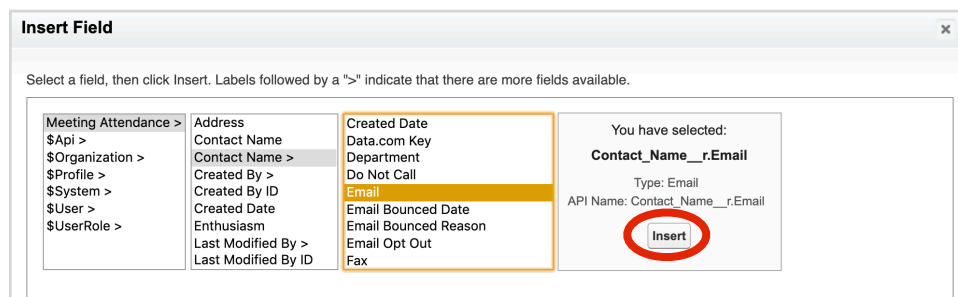 Insert Field
×
Select a field, then click Insert. Labels followed by a ">" indicate that there are more fields available.
Meeting Attendance >
$Api >
$Organization >
$Profile >
$System >
$User >
$UserRole >
Address
Contact Name
Contact Name >
Created By >
Created By ID
Created Date
Enthusiasm
Last Modified By >
Last Modified By ID
Created Date
Data.com Key
Department
Do Not Call
Email
Email Bounced Date
Email Bounced Reason
Email Opt Out
Fax
You have selected:
Contact_Name__r.Email
Type: Email
API Name: Contact_Name__r.Email
Insert